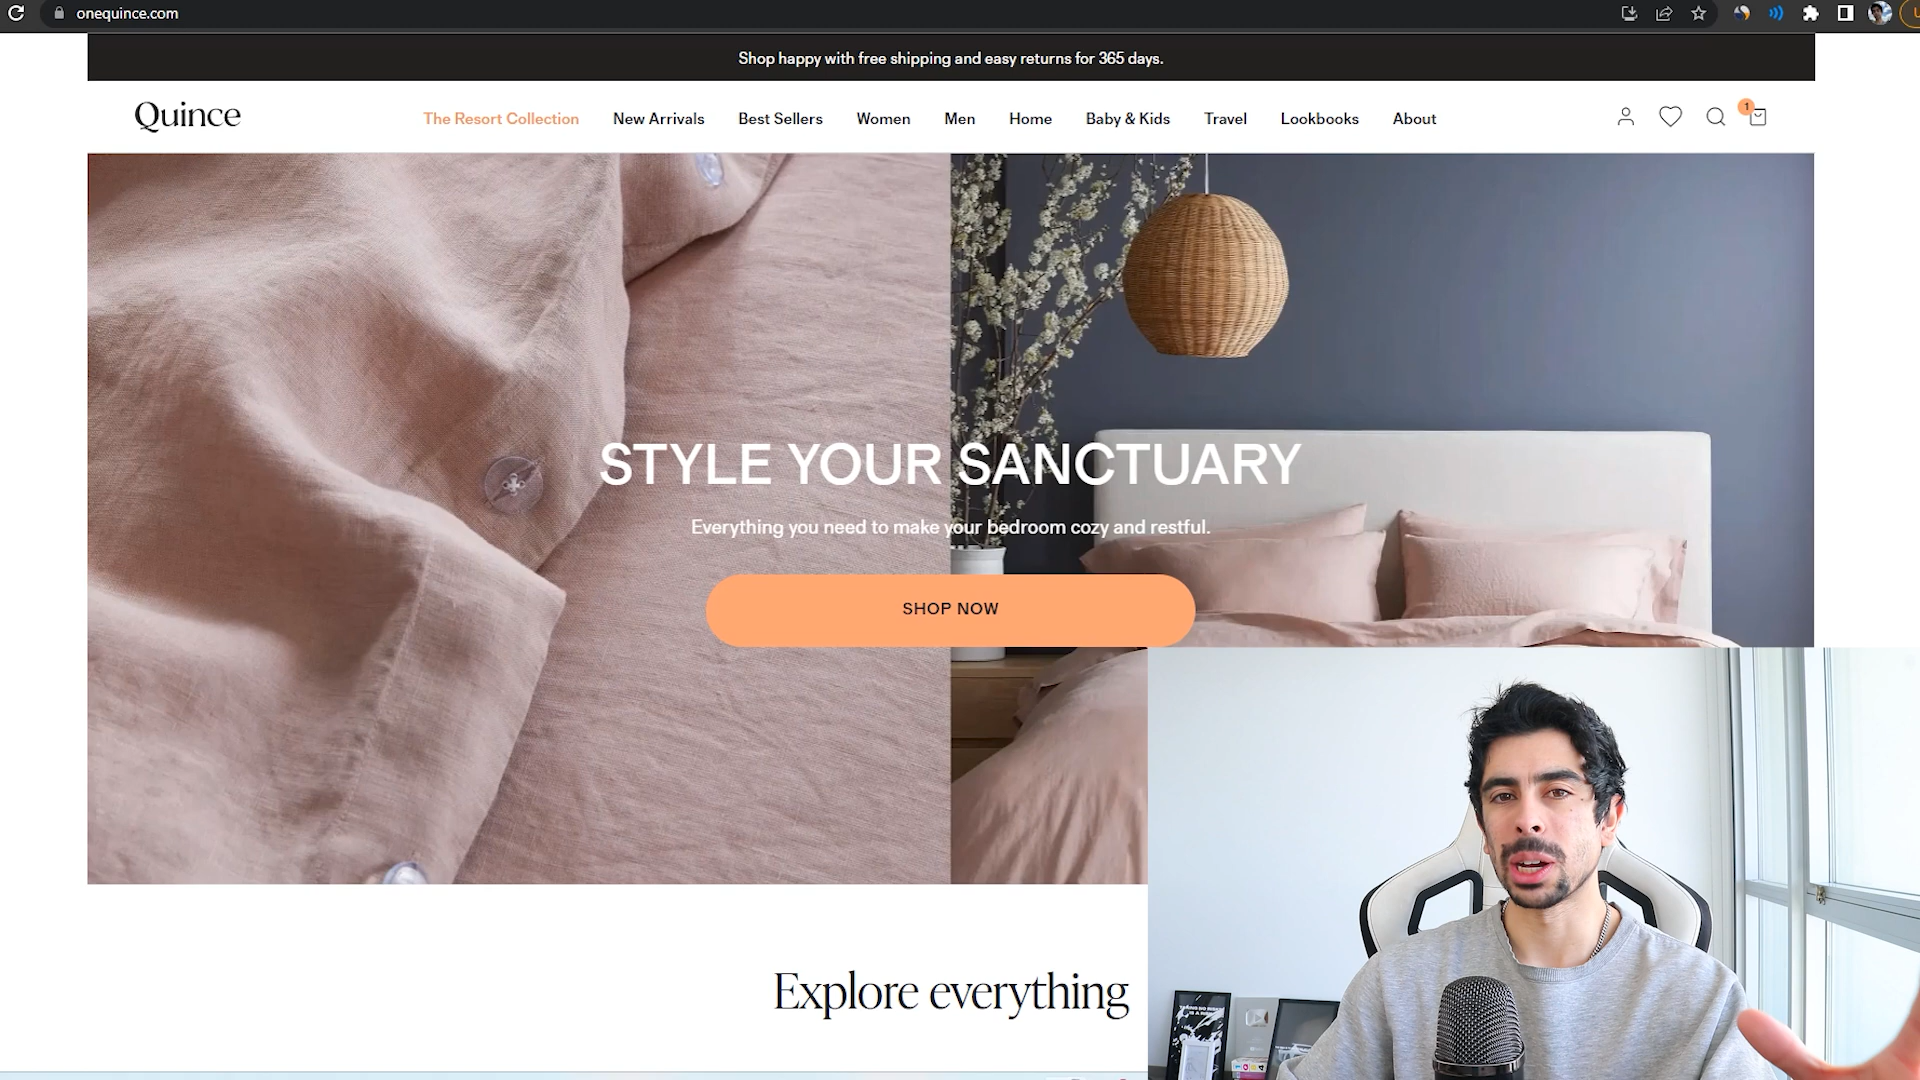 onequince.com
Shop happy with free shipping and easy returns for 365 days.
Quince
The Resort Collection
New Arrivals
Best Sellers
Women
Men
Home
Baby & Kids
Travel
Lookbooks
About
1
STYLE YOUR SANCTUARY
Everything you need to make your bedroom cozy and restful.
SHOP NOW
Explore everything